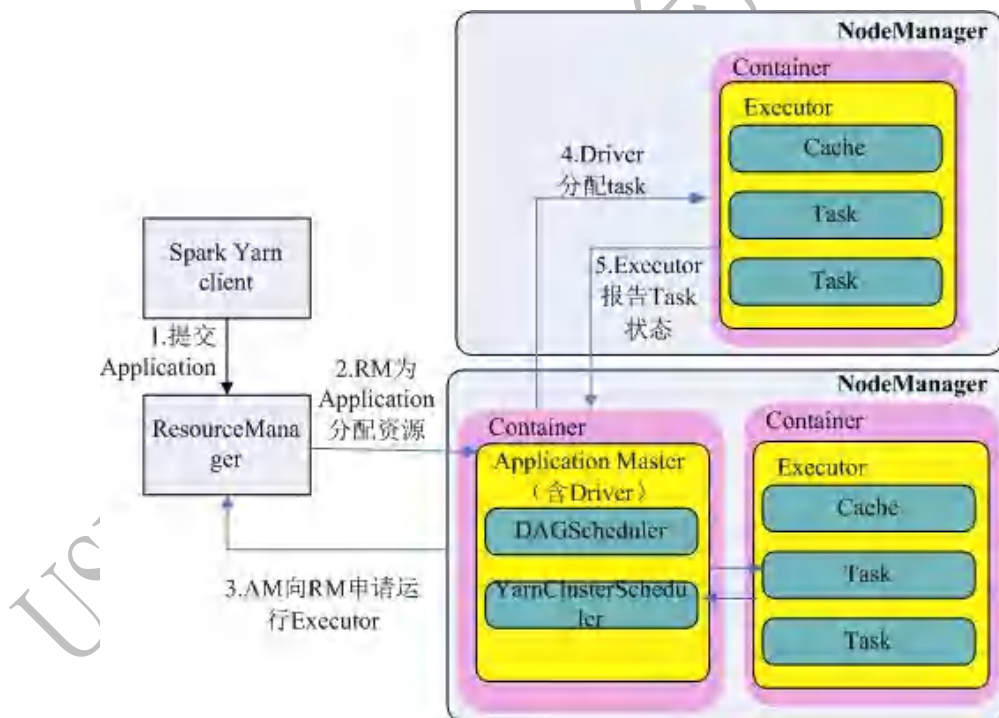 NodeManager
Container
Executor
Cache
Task
Task
4.Driver
分配task
5.Executor
报告Task
状态
Spark Yarn
client
1.提交
Application
ResourceMana
ger
2.RM为
Application
分配资源
3.AM向RM申请运
行Executor
NodeManager
Container
Application Master
（含Driver）
DAGScheduler
YarnClusterSchedu
ler
Container
Executor
Cache
Task
Task